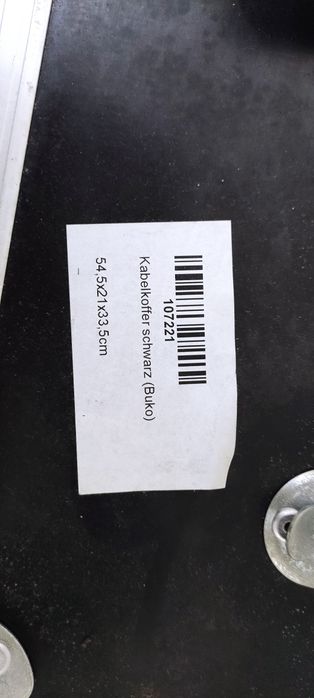 107221
Kabelkoffer schwarz (Buko)
54,5x21x33,5cm